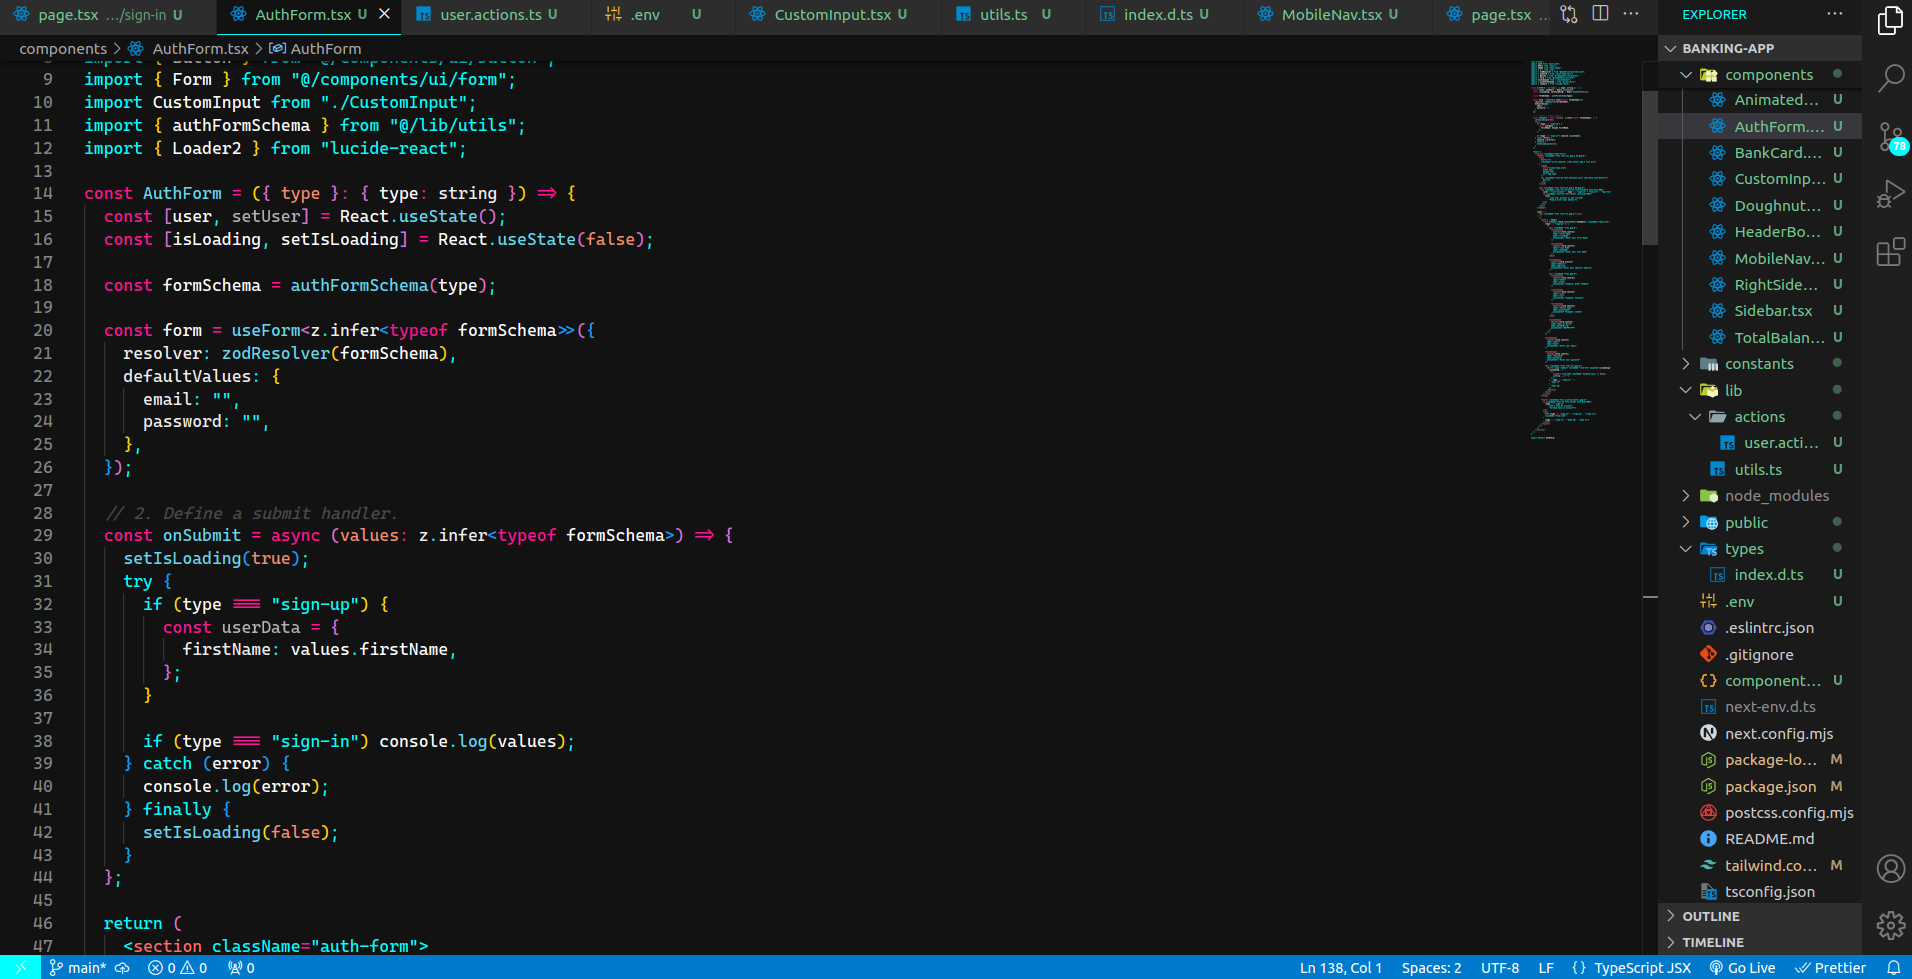 page.tsx .../sign-in U
AuthForm.tsx U
user.actions.ts U
.env U
CustomInput.tsx U
utils.ts U
index.d.ts U
MobileNav.tsx U
page.tsx ...
components > AuthForm.tsx > AuthForm
8 import { Button } from "@/components/ui/button";
9 import { Form } from "@/components/ui/form";
10 import CustomInput from "./CustomInput";
11 import { authFormSchema } from "@/lib/utils";
12 import { Loader2 } from "lucide-react";
13
14 const AuthForm = ({ type }: { type: string }) => {
15 const [user, setUser] = React.useState();
16 const [isLoading, setIsLoading] = React.useState(false);
17
18 const formSchema = authFormSchema(type);
19
20 const form = useForm<z.infer<typeof formSchema>>({
21 resolver: zodResolver(formSchema),
22 defaultValues: {
23 email: "",
24 password: "",
25 },
26 });
27
28 // 2. Define a submit handler.
29 const onSubmit = async (values: z.infer<typeof formSchema>) => {
30 setIsLoading(true);
31 try {
32 if (type === "sign-up") {
33 const userData = {
34 firstName: values.firstName,
35 };
36 }
37
38 if (type === "sign-in") console.log(values);
39 } catch (error) {
40 console.log(error);
41 } finally {
42 setIsLoading(false);
43 }
44 };
45
46 return (
47 <section className="auth-form">
EXPLORER ...
BANKING-APP
components
Animated... U
AuthForm.... U
BankCard.... U
CustomInp... U
Doughnut... U
HeaderBo... U
MobileNav... U
RightSide... U
Sidebar.tsx U
TotalBalan... U
constants
lib
actions
user.acti... U
utils.ts U
node_modules
public
types
index.d.ts U
.env U
.eslintrc.json
.gitignore
component... U
next-env.d.ts
next.config.mjs
package-lo... M
package.json M
postcss.config.mjs
README.md
tailwind.co... M
tsconfig.json
OUTLINE
TIMELINE
78
main* 0 0 0
Ln 138, Col 1 Spaces: 2 UTF-8 LF {} TypeScript JSX Go Live Prettier